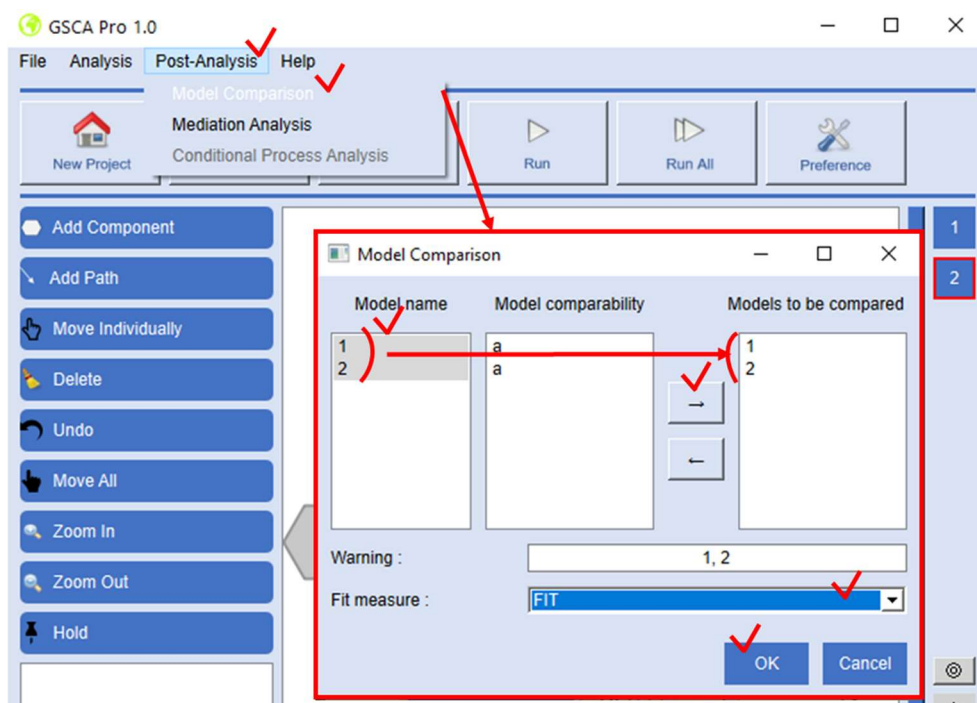 GSCA Pro 1.0
File Analysis Post-Analysis Help
Model Comparison
Mediation Analysis
Conditional Process Analysis
New Project
Run
Run All
Preference
Add Component
Add Path
Move Individually
Delete
Undo
Move All
Zoom In
Zoom Out
Hold
1
2
Model Comparison
Model name Model comparability Models to be compared
1 a 1
2 a 2
→
←
Warning : 1, 2
Fit measure : FIT
OK Cancel